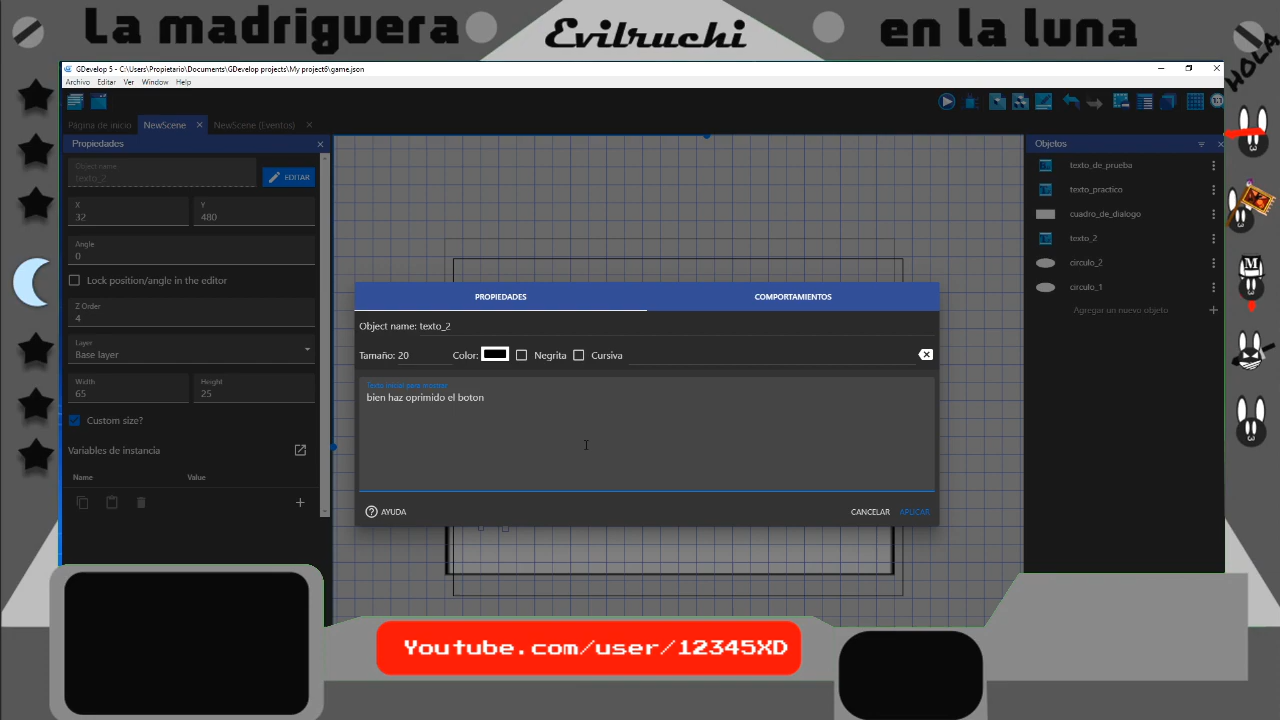 La madriguera
Evilruchi
en la luna
HOLA
GDevelop 5 - C:\Users\Propietario\Documents\GDevelop projects\My project9\game.json
Archivo Editar Ver Window Help
1:1
Página de inicio
NewScene
NewScene (Eventos)
Propiedades
Object name
texto_2
EDITAR
X
32
Y
480
Angle
0
Lock position/angle in the editor
Z Order
4
Layer
Base layer
Width
65
Height
25
Custom size?
Variables de instancia
Name
Value
PROPIEDADES
COMPORTAMIENTOS
Object name: texto_2
Tamaño: 20
Color:
Negrita
Cursiva
Texto inicial para mostrar
bien haz oprimido el boton
AYUDA
CANCELAR
APLICAR
Objetos
texto_de_prueba
texto_practico
cuadro_de_dialogo
texto_2
circulo_2
circulo_1
Agregar un nuevo objeto
M
Youtube.com/user/12345XD